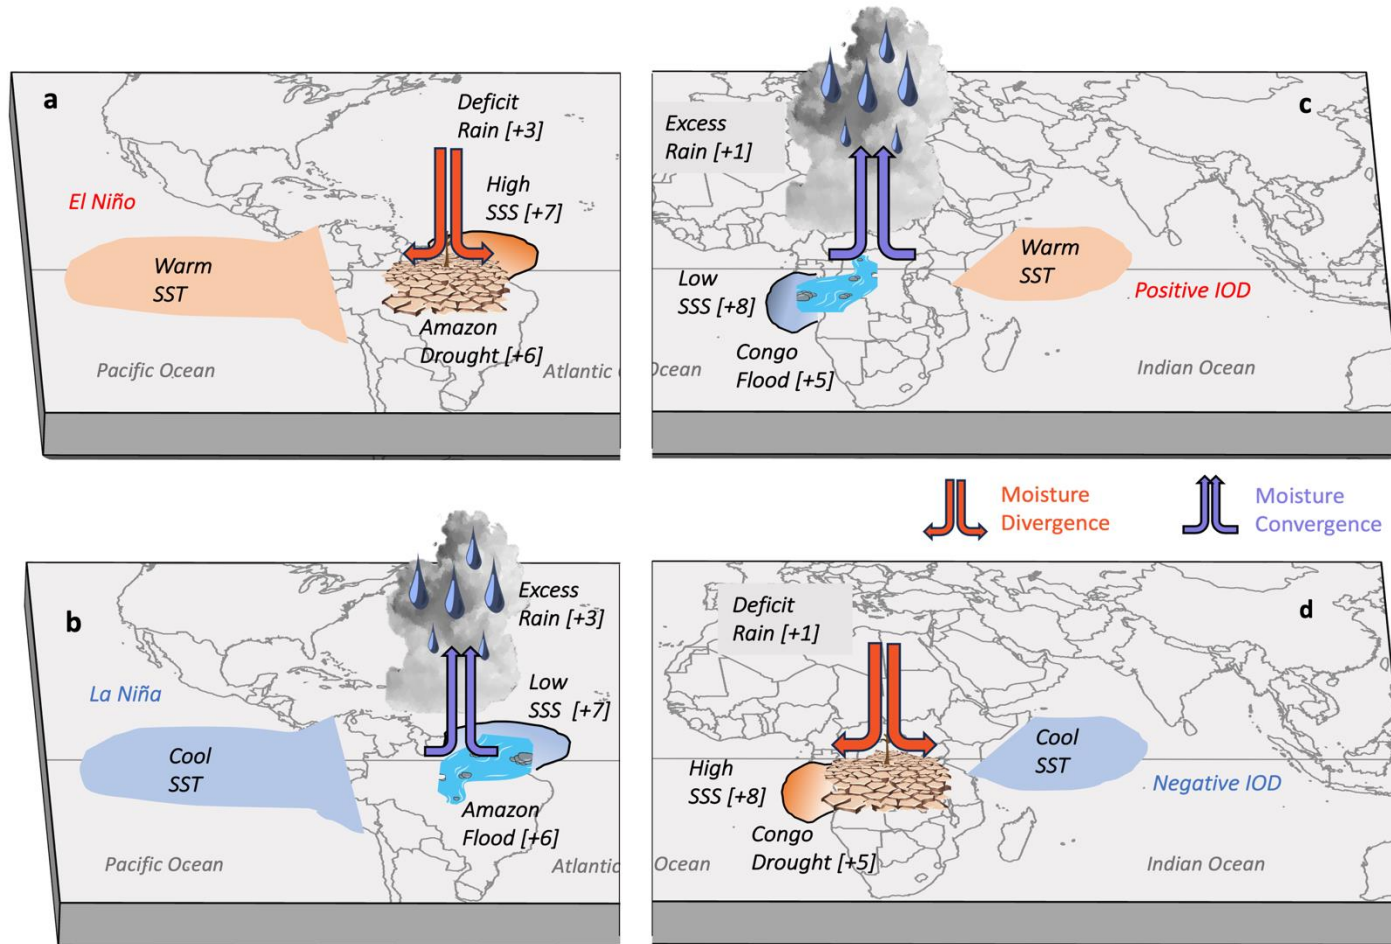 a
Deficit
Rain [+3]
High
SSS [+7]
El Niño
Warm
SST
Amazon
Drought [+6]
Pacific Ocean
Atlantic
c
Excess
Rain [+1]
Low
SSS [+8]
Congo
Flood [+5]
Warm
SST
Positive IOD
Ocean
Indian Ocean
Moisture
Divergence
Moisture
Convergence
b
Excess
Rain [+3]
Low
SSS [+7]
La Niña
Cool
SST
Amazon
Flood [+6]
Pacific Ocean
Atlantic
d
Deficit
Rain [+1]
High
SSS [+8]
Congo
Drought [+5]
Cool
SST
Negative IOD
Ocean
Indian Ocean